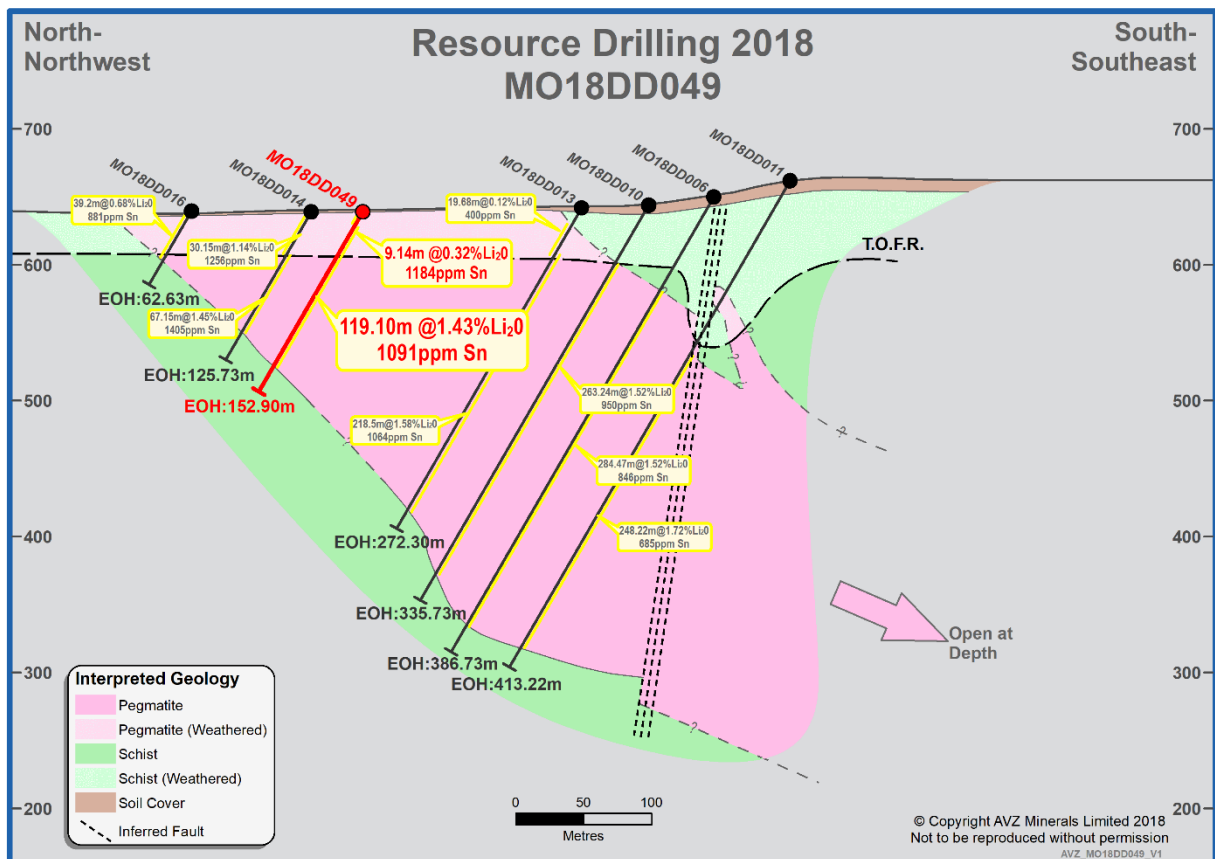 North-
Northwest
Resource Drilling 2018
MO18DD049
South-
Southeast
700
700
MO18DD016
MO18DD014
MO18DD049
MO18DD013
MO18DD010
MO18DD006
MO18DD011
39.2m@0.68%Li₂0
881ppm Sn
30.15m@1.14%Li₂0
1256ppm Sn
9.14m @0.32%Li₂0
1184ppm Sn
19.68m@0.12%Li₂0
400ppm Sn
T.O.F.R.
600
600
EOH:62.63m
67.15m@1.45%Li₂0
1405ppm Sn
119.10m @1.43%Li₂0
1091ppm Sn
EOH:125.73m
EOH:152.90m
500
500
263.24m@1.52%Li₂0
950ppm Sn
218.5m@1.58%Li₂0
1064ppm Sn
284.47m@1.52%Li₂0
846ppm Sn
248.22m@1.72%Li₂0
685ppm Sn
400
400
EOH:272.30m
EOH:335.73m
EOH:386.73m
EOH:413.22m
Open at
Depth
300
300
Interpreted Geology
Pegmatite
Pegmatite (Weathered)
Schist
Schist (Weathered)
Soil Cover
Inferred Fault
200
200
0 50 100
Metres
© Copyright AVZ Minerals Limited 2018
Not to be reproduced without permission
AVZ_MO18DD049_V1